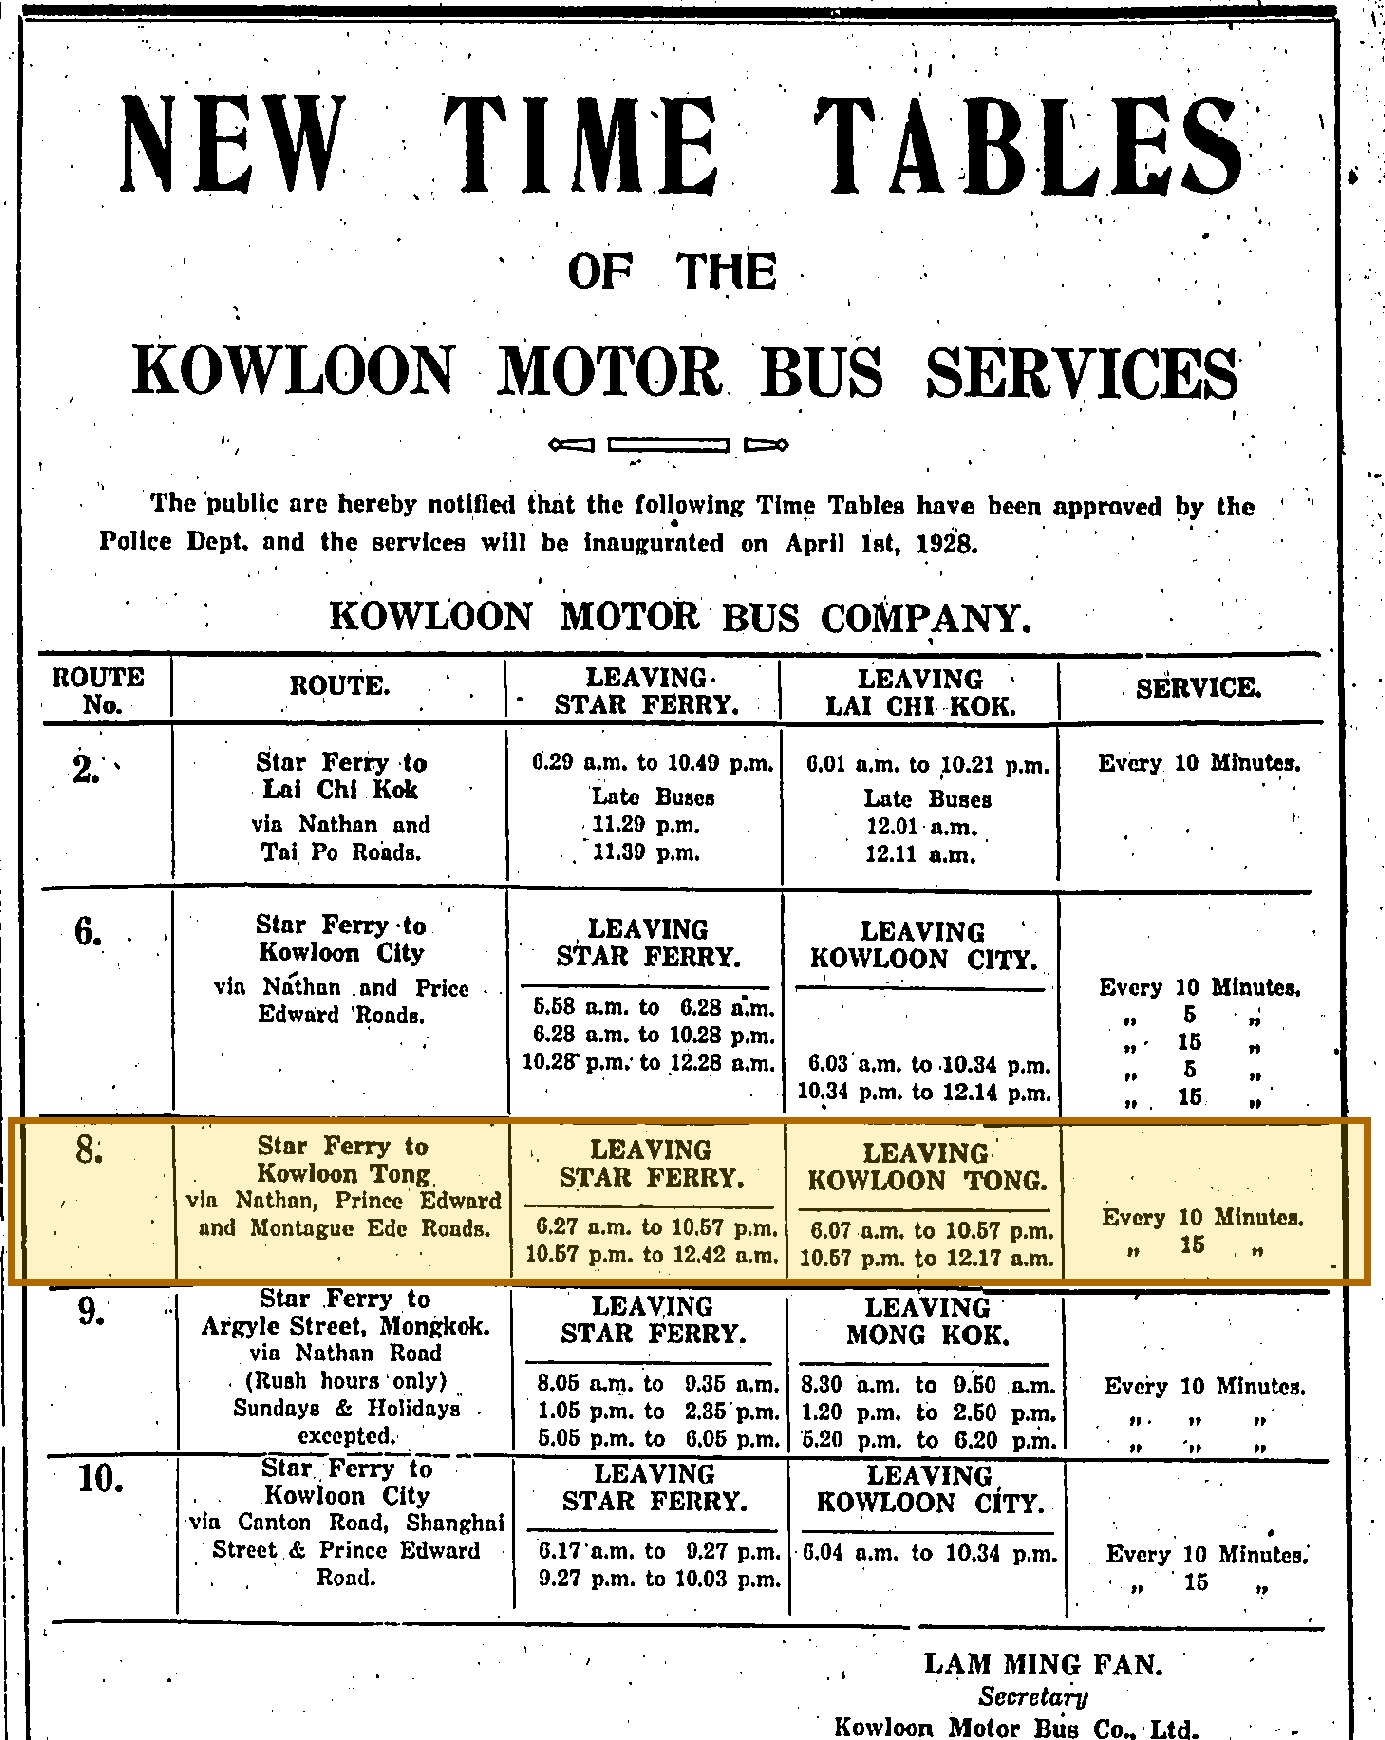 NEW TIME TABLES
OF THE
KOWLOON MOTOR BUS SERVICES
The public are hereby notified that the following Time Tables have been approved by the
Police Dept. and the services will be inaugurated on April 1st, 1928.
KOWLOON MOTOR BUS COMPANY.
ROUTE No. ROUTE. LEAVING STAR FERRY. LEAVING LAI CHI KOK. SERVICE.
2.
Star Ferry to
Lai Chi Kok
via Nathan and
Tai Po Roads.
6.29 a.m. to 10.49 p.m.
Late Buses
11.29 p.m.
11.39 p.m.
6.01 a.m. to 10.21 p.m.
Late Buses
12.01 a.m.
12.11 a.m.
Every 10 Minutes.
6.
Star Ferry to
Kowloon City
via Nathan and Price
Edward Roads.
LEAVING
STAR FERRY.
5.58 a.m. to 6.28 a.m.
6.28 a.m. to 10.28 p.m.
10.28 p.m. to 12.28 a.m.
LEAVING
KOWLOON CITY.
6.03 a.m. to 10.34 p.m.
10.34 p.m. to 12.14 p.m.
Every 10 Minutes.
„ 5 „
„ 15 „
„ 5 „
„ 15 „
8.
Star Ferry to
Kowloon Tong
via Nathan, Prince Edward
and Montague Ede Roads.
LEAVING
STAR FERRY.
6.27 a.m. to 10.57 p.m.
10.57 p.m. to 12.42 a.m.
LEAVING
KOWLOON TONG.
6.07 a.m. to 10.57 p.m.
10.57 p.m. to 12.17 a.m.
Every 10 Minutes.
„ 15 „
9.
Star Ferry to
Argyle Street, Mongkok.
via Nathan Road
(Rush hours only)
Sundays & Holidays
excepted.
LEAVING
STAR FERRY.
8.05 a.m. to 9.35 a.m.
1.05 p.m. to 2.35 p.m.
5.05 p.m. to 6.05 p.m.
LEAVING
MONG KOK.
8.30 a.m. to 9.50 a.m.
1.20 p.m. to 2.50 p.m.
5.20 p.m. to 6.20 p.m.
Every 10 Minutes.
„ „ „
„ „ „
10.
Star Ferry to
Kowloon City
via Canton Road, Shanghai
Street & Prince Edward
Road.
LEAVING
STAR FERRY.
6.17 a.m. to 9.27 p.m.
9.27 p.m. to 10.03 p.m.
LEAVING
KOWLOON CITY.
6.04 a.m. to 10.34 p.m.
Every 10 Minutes.
„ 15 „
LAM MING FAN.
Secretary
Kowloon Motor Bus Co., Ltd.